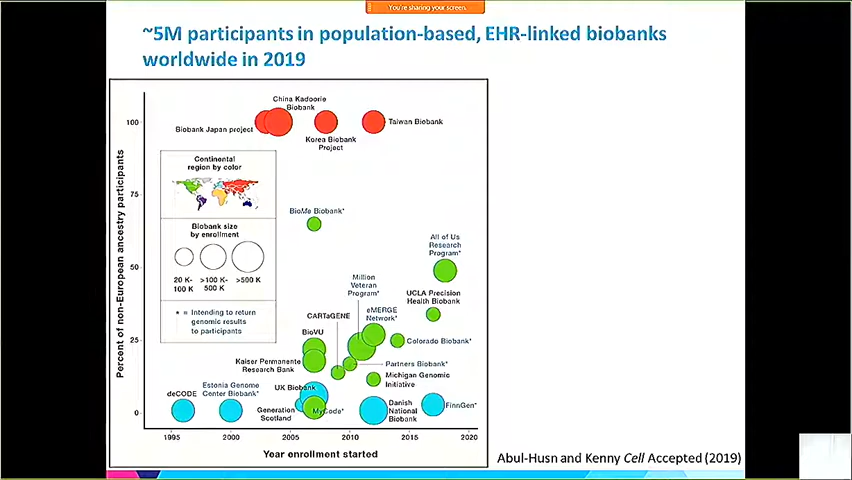 You're sharing your screen.
~5M participants in population-based, EHR-linked biobanks
worldwide in 2019
Percent of non-European ancestry participants
100
75
50
25
0
China Kadoorie
Biobank
Biobank Japan project
Korea Biobank
Project
Taiwan Biobank
Continental
region by color
Biobank size
by enrollment
20 K-
100 K
>100 K-
500 K
>500 K
* = Intending to return
genomic results
to participants
BioMe Biobank*
All of Us
Research
Program*
Million
Veteran
Program*
UCLA Precision
Health Biobank
eMERGE
Network*
CARTaGENE
BioVU
Colorado Biobank*
Kaiser Permanente
Research Bank
Partners Biobank*
Michigan Genomic
Initiative
deCODE
Estonia Genome
Center Biobank*
UK Biobank
Generation
Scotland
MyCode*
Danish
National
Biobank
FinnGen*
1995
2000
2005
2010
2015
2020
Year enrollment started
Abul-Husn and Kenny Cell Accepted (2019)